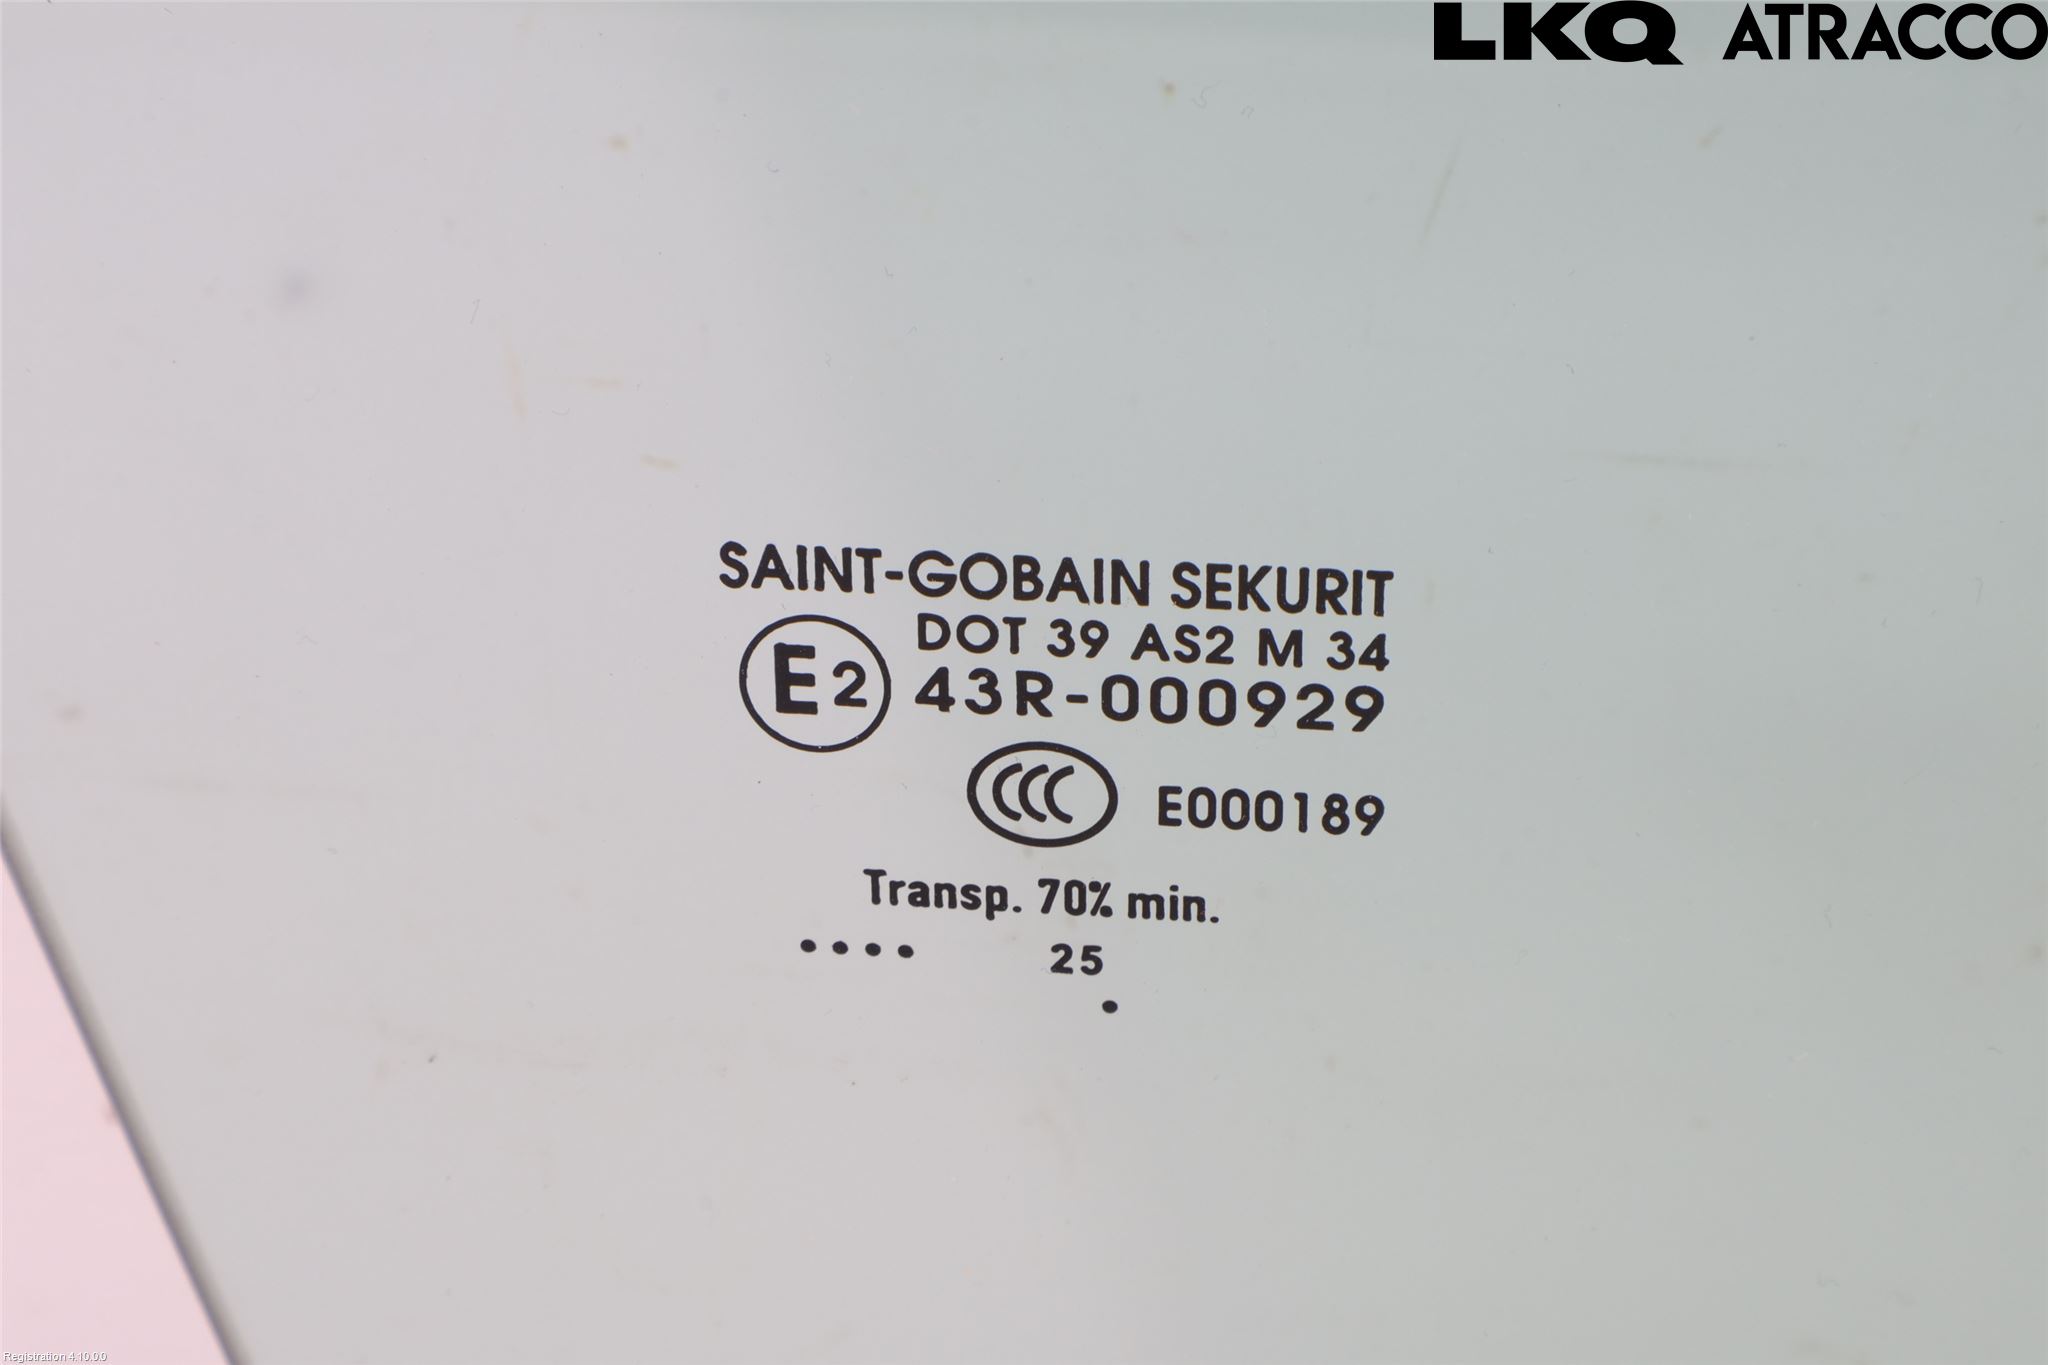 LKQ ATRACCO
SAINT-GOBAIN SEKURIT
DOT 39 AS2 M 34
E2 43R-000929
CCC E000189
Transp. 70% min.
.... 25
.
Registration 4.10.0.0